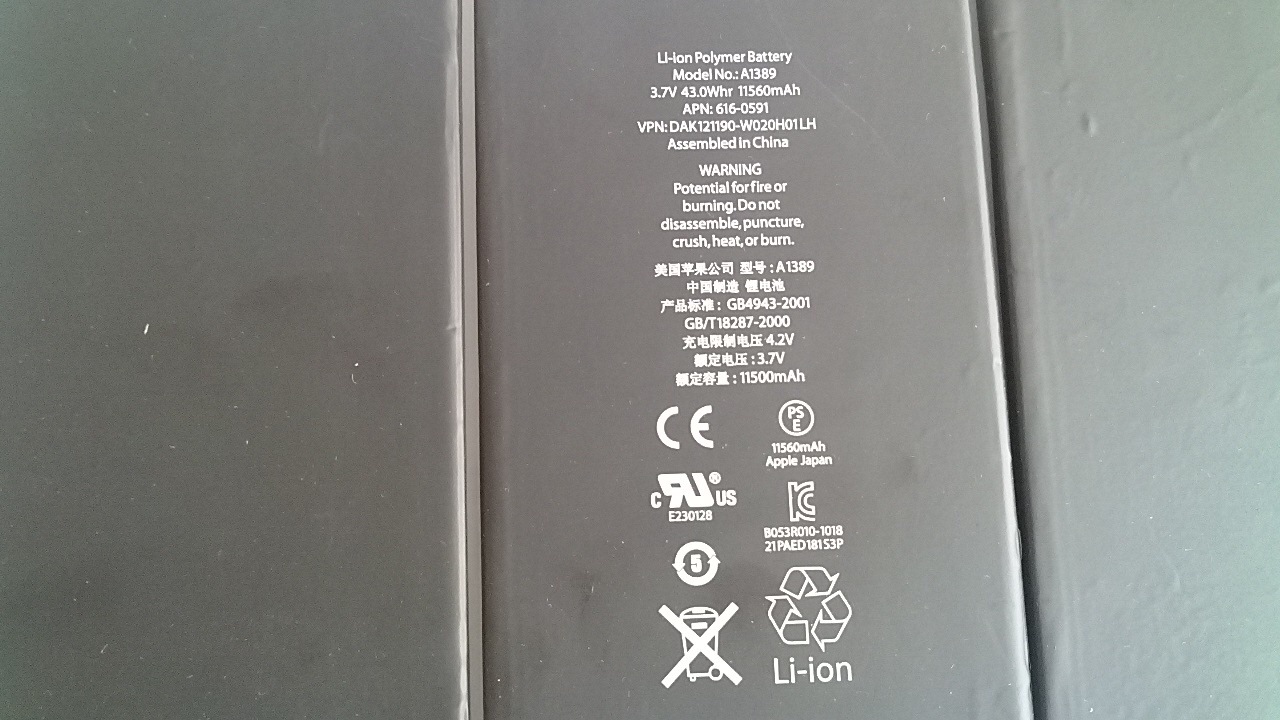 Li-ion Polymer Battery
Model No.: A1389
3.7V 43.0Whr 11560mAh
APN: 616-0591
VPN: DAK121190-W020H01LH
Assembled in China
WARNING
Potential for fire or
burning. Do not
disassemble, puncture,
crush, heat, or burn.
美国苹果公司 型号: A1389
中国制造 锂电池
产品标准: GB4943-2001
GB/T18287-2000
充电限制电压 4.2V
额定电压: 3.7V
额定容量: 11500mAh
CE
PS
E
11560mAh
Apple Japan
C RU® US
E230128
KC
B053R010-1018
21PAED181S3P
5
Li-ion